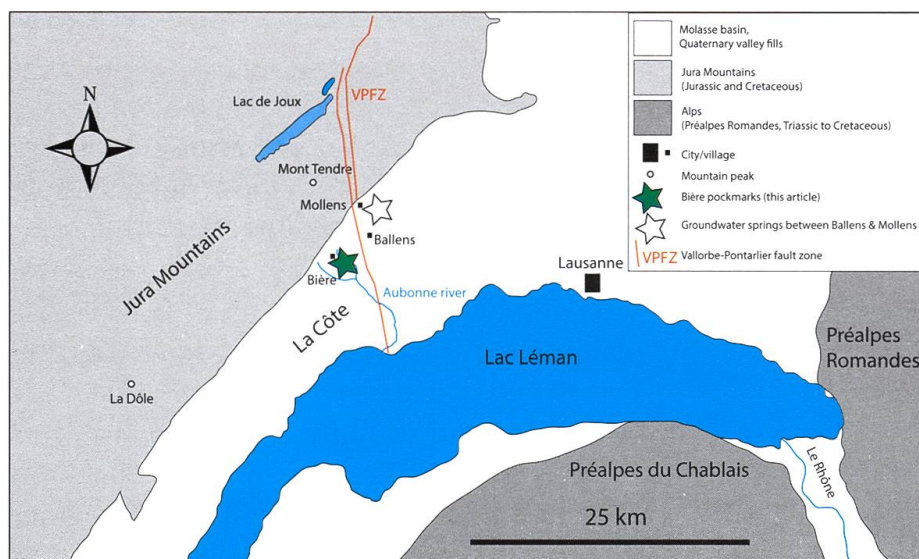 N
Lac de Joux
VPFZ
Mont Tendre
Mollens
Ballens
Bière
Aubonne river
Lausanne
Jura Mountains
La Côte
Lac Léman
Préalpes
Romandes
La Dôle
Préalpes du Chablais
Le Rhône
25 km
Molasse basin,
Quaternary valley fills
Jura Mountains
(Jurassic and Cretaceous)
Alps
(Préalpes Romandes, Triassic to Cretaceous)
City/village
Mountain peak
Bière pockmarks (this article)
Groundwater springs between Ballens & Mollens
VPFZ Vallorbe-Pontarlier fault zone